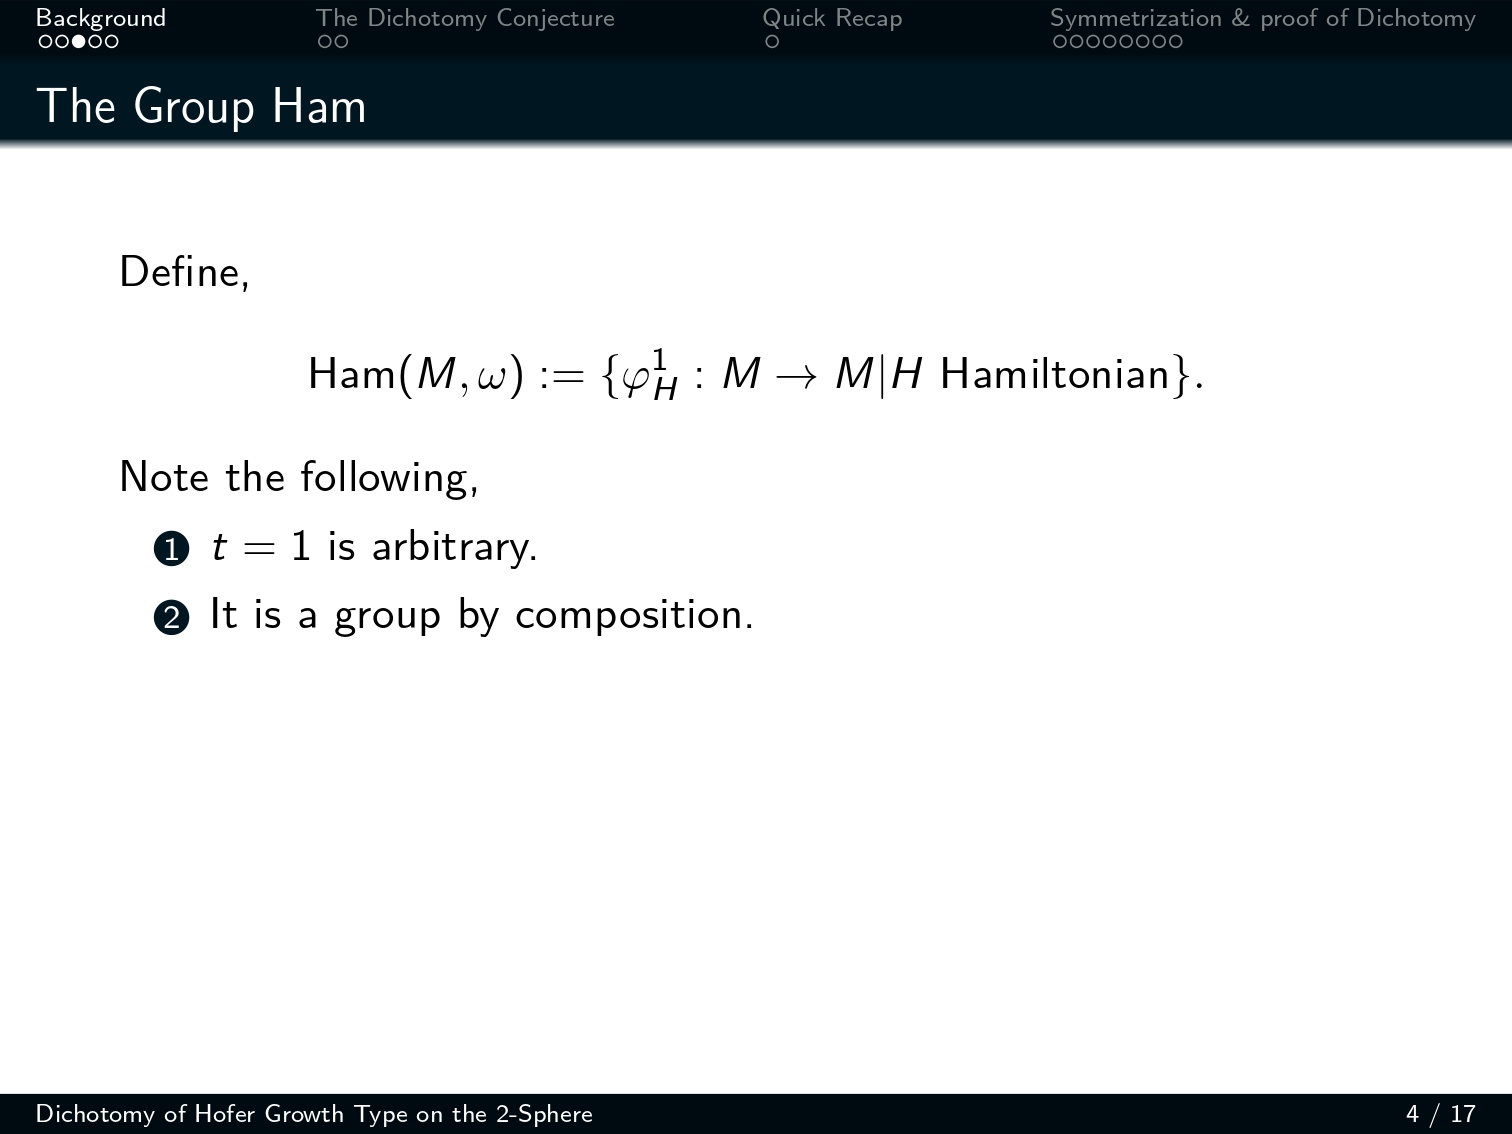 Background The Dichotomy Conjecture Quick Recap Symmetrization & proof of Dichotomy
The Group Ham
Define,
Ham(M, ω) := {φ¹_H : M → M|H Hamiltonian}.
Note the following,
1 t = 1 is arbitrary.
2 It is a group by composition.
Dichotomy of Hofer Growth Type on the 2-Sphere 4 / 17